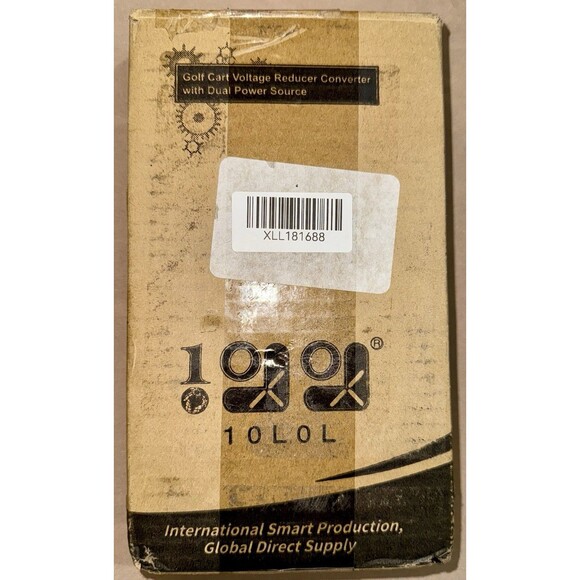 Golf Cart Voltage Reducer Converter
with Dual Power Source
XLL181688
®
10L0L
International Smart Production,
Global Direct Supply